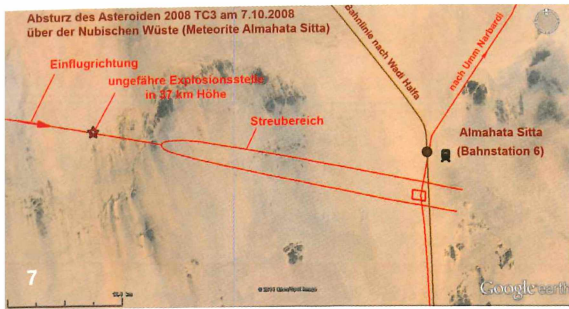 Absturz des Asteroiden 2008 TC3 am 7.10.2008
über der Nubischen Wüste (Meteorite Almahata Sitta)
Bahnlinie nach Wadi Halfa
nach Umm Narbardi
Einflugrichtung
ungefähre Explosionsstelle
in 37 km Höhe
Streubereich
Almahata Sitta
(Bahnstation 6)
7
Google earth